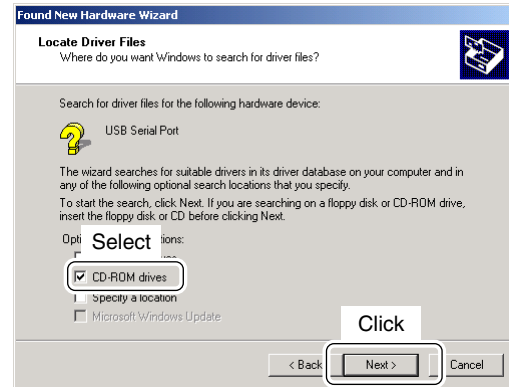 Found New Hardware Wizard
Locate Driver Files
Where do you want Windows to search for driver files?
Search for driver files for the following hardware device:
USB Serial Port
The wizard searches for suitable drivers in its driver database on your computer and in
any of the following optional search locations that you specify.
To start the search, click Next. If you are searching on a floppy disk or CD-ROM drive,
insert the floppy disk or CD before clicking Next.
Select
CD-ROM drives
Specify a location
Microsoft Windows Update
Click
< Back
Next >
Cancel